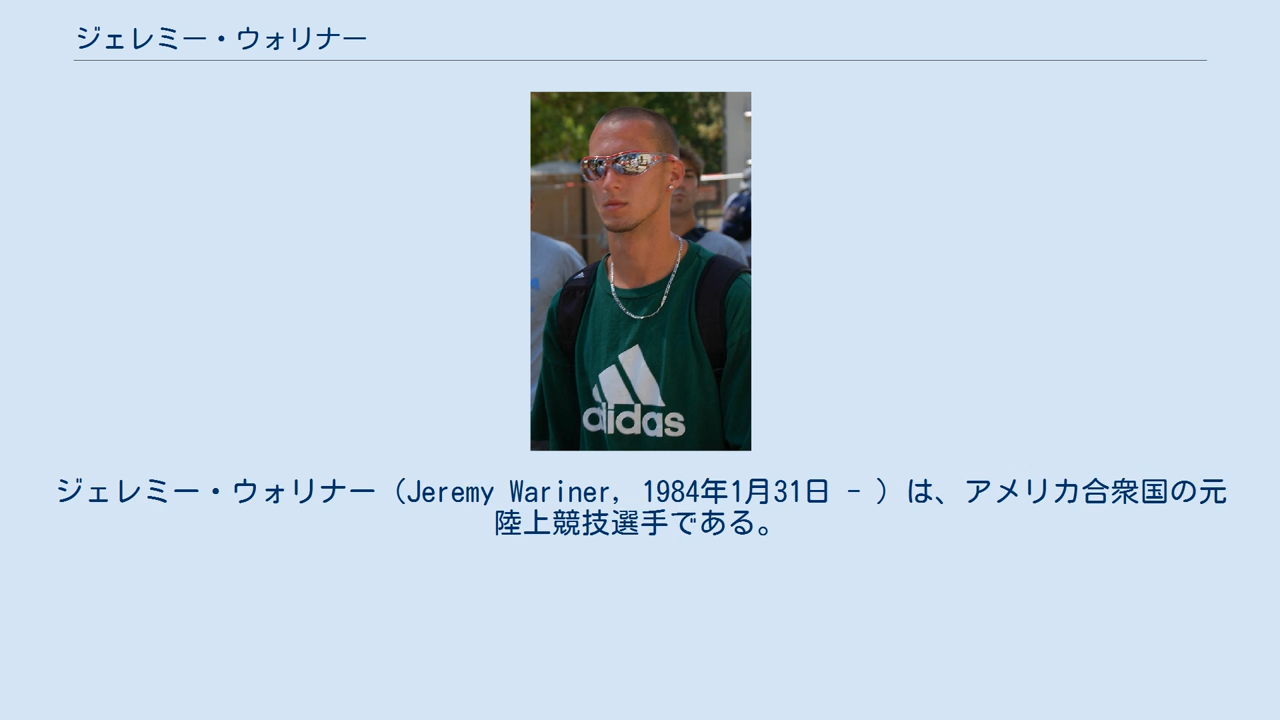 ジェレミー・ウォリナー
adidas
ジェレミー・ウォリナー（Jeremy Wariner, 1984年1月31日 - ）は、アメリカ合衆国の元
陸上競技選手である。